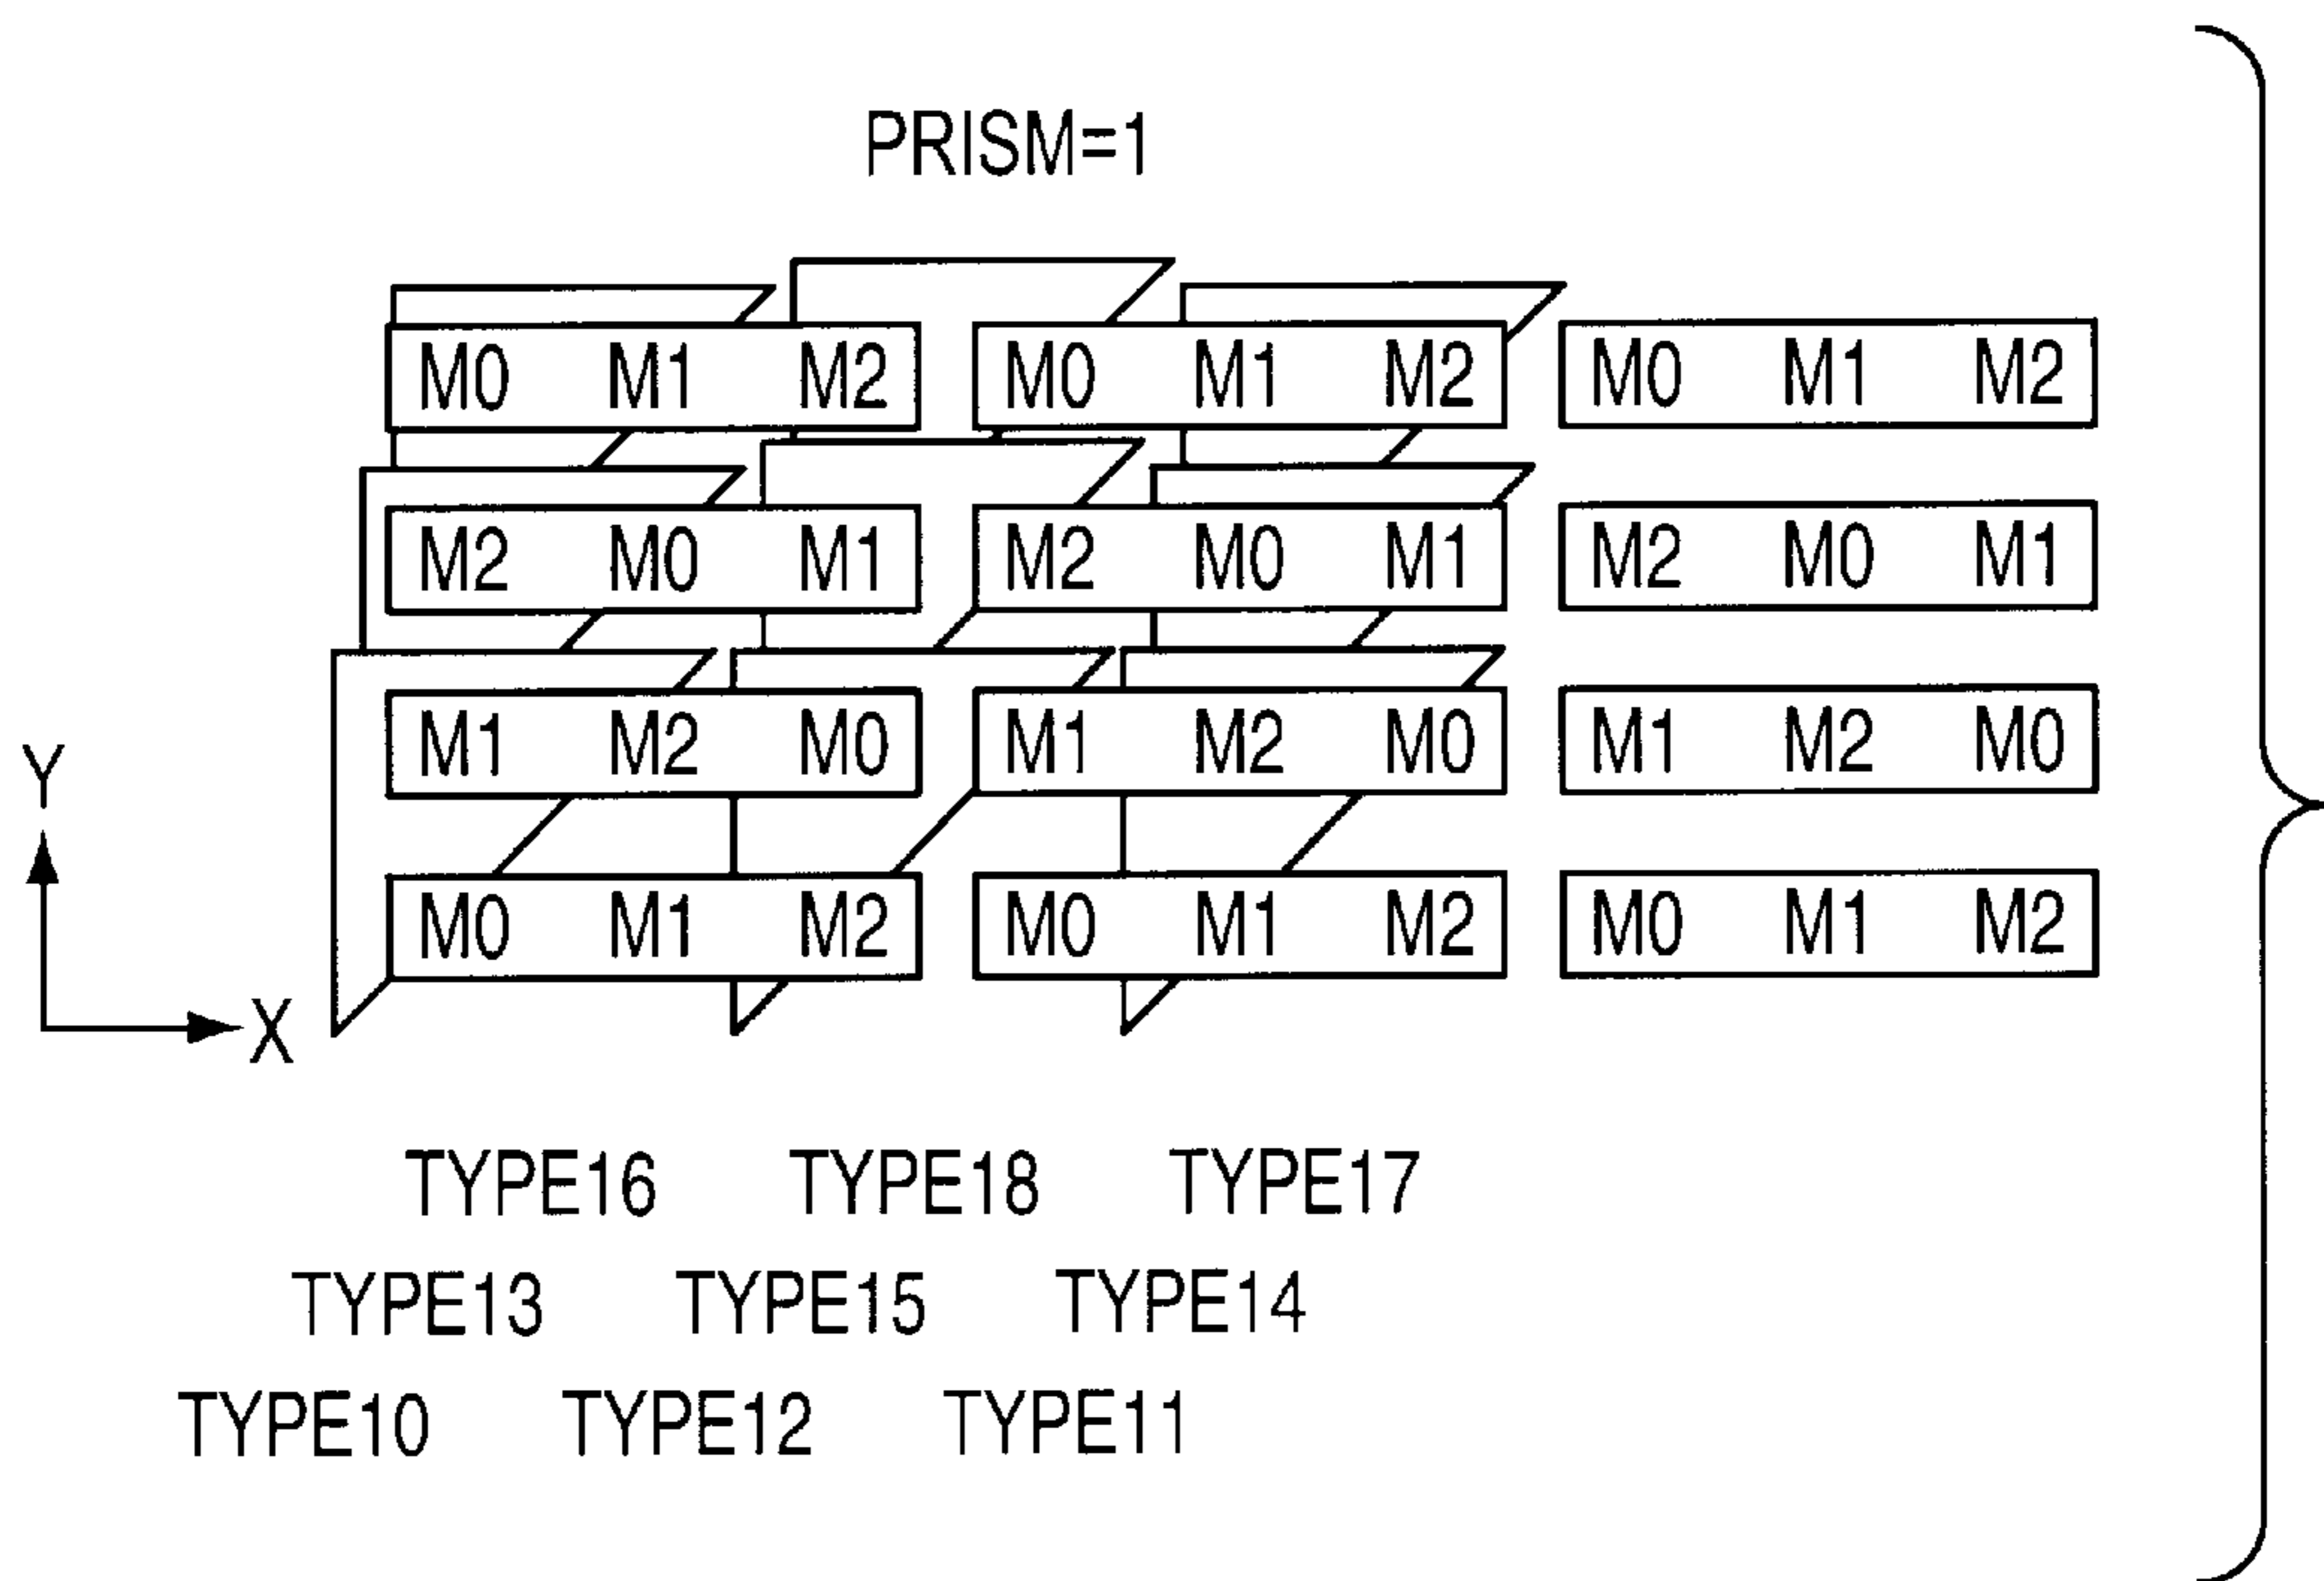 PRISM=1
M0 M1 M2 M0 M1 M2 M0 M1 M2
M2 M0 M1 M2 M0 M1 M2 M0 M1
M1 M2 M0 M1 M2 M0 M1 M2 M0
M0 M1 M2 M0 M1 M2 M0 M1 M2
Y
X
TYPE16 TYPE18 TYPE17
TYPE13 TYPE15 TYPE14
TYPE10 TYPE12 TYPE11